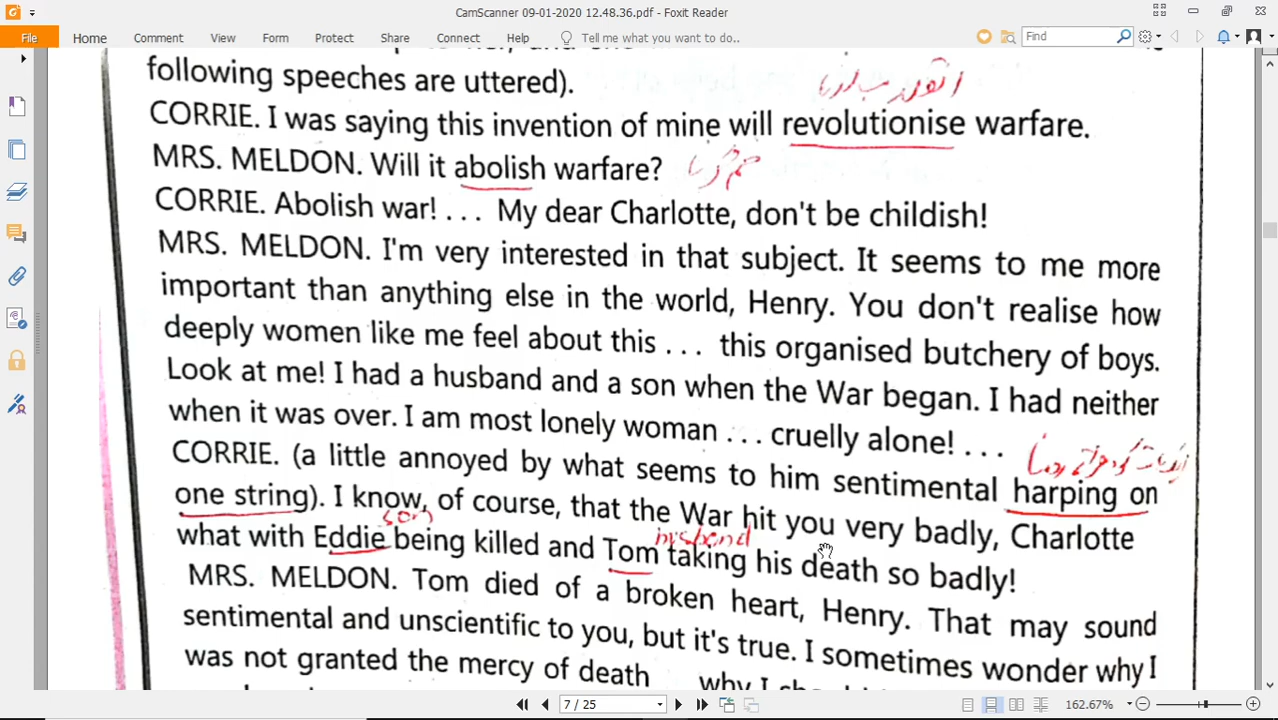 CamScanner 09-01-2020 12.48.36.pdf - Foxit Reader
File Home Comment View Form Protect Share Connect Help Tell me what you want to do.. Find
following speeches are uttered).
CORRIE. I was saying this invention of mine will revolutionise warfare.
MRS. MELDON. Will it abolish warfare?
CORRIE. Abolish war! . . . My dear Charlotte, don't be childish!
MRS. MELDON. I'm very interested in that subject. It seems to me more
important than anything else in the world, Henry. You don't realise how
deeply women like me feel about this . . . this organised butchery of boys.
Look at me! I had a husband and a son when the War began. I had neither
when it was over. I am most lonely woman . . . cruelly alone! . . .
CORRIE. (a little annoyed by what seems to him sentimental harping on
one string). I know, of course, that the War hit you very badly, Charlotte
son
husband
what with Eddie being killed and Tom taking his death so badly!
MRS. MELDON. Tom died of a broken heart, Henry. That may sound
sentimental and unscientific to you, but it's true. I sometimes wonder why I
was not granted the mercy of death why I
7 / 25
162.67%